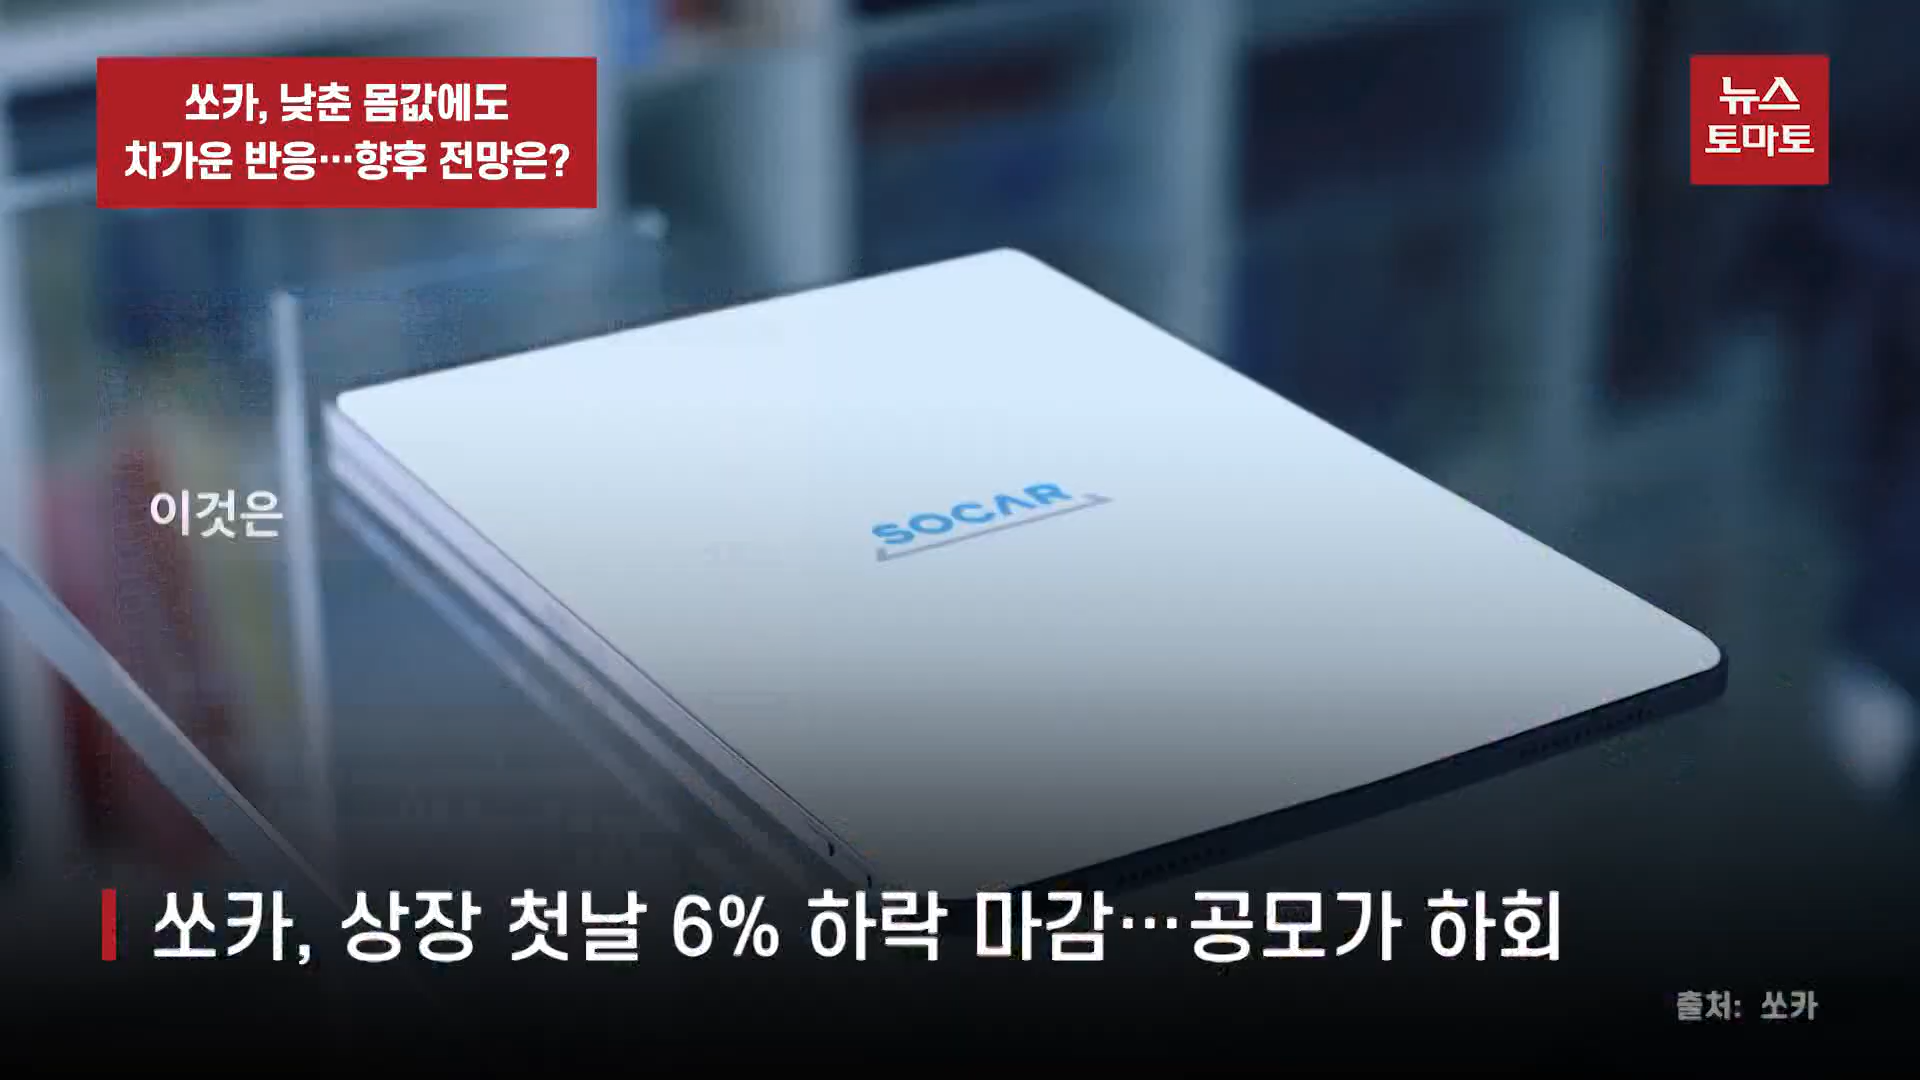 쏘카, 낮춘 몸값에도
차가운 반응…향후 전망은?
뉴스
토마토
이것은
SOCAR
쏘카, 상장 첫날 6% 하락 마감…공모가 하회
출처: 쏘카